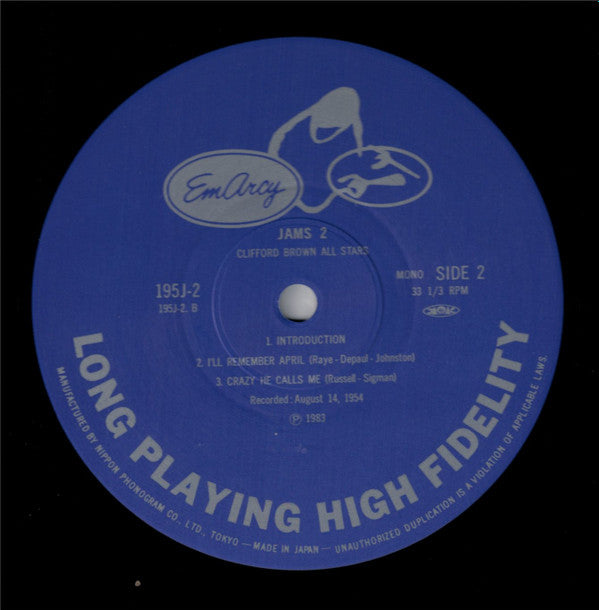 EmArcy
JAMS 2
CLIFFORD BROWN ALL STARS
195J-2
195J-2. B
MONO SIDE 2
33 1/3 RPM
1. INTRODUCTION
2. I'LL REMEMBER APRIL (Raye - Depaul - Johnston)
3. CRAZY HE CALLS ME (Russell - Sigman)
Recorded: August 14, 1954
Ⓟ 1983
LONG PLAYING HIGH FIDELITY
MANUFACTURED BY NIPPON PHONOGRAM CO., LTD., TOKYO — MADE IN JAPAN — UNAUTHORIZED DUPLICATION IS A VIOLATION OF APPLICABLE LAWS.